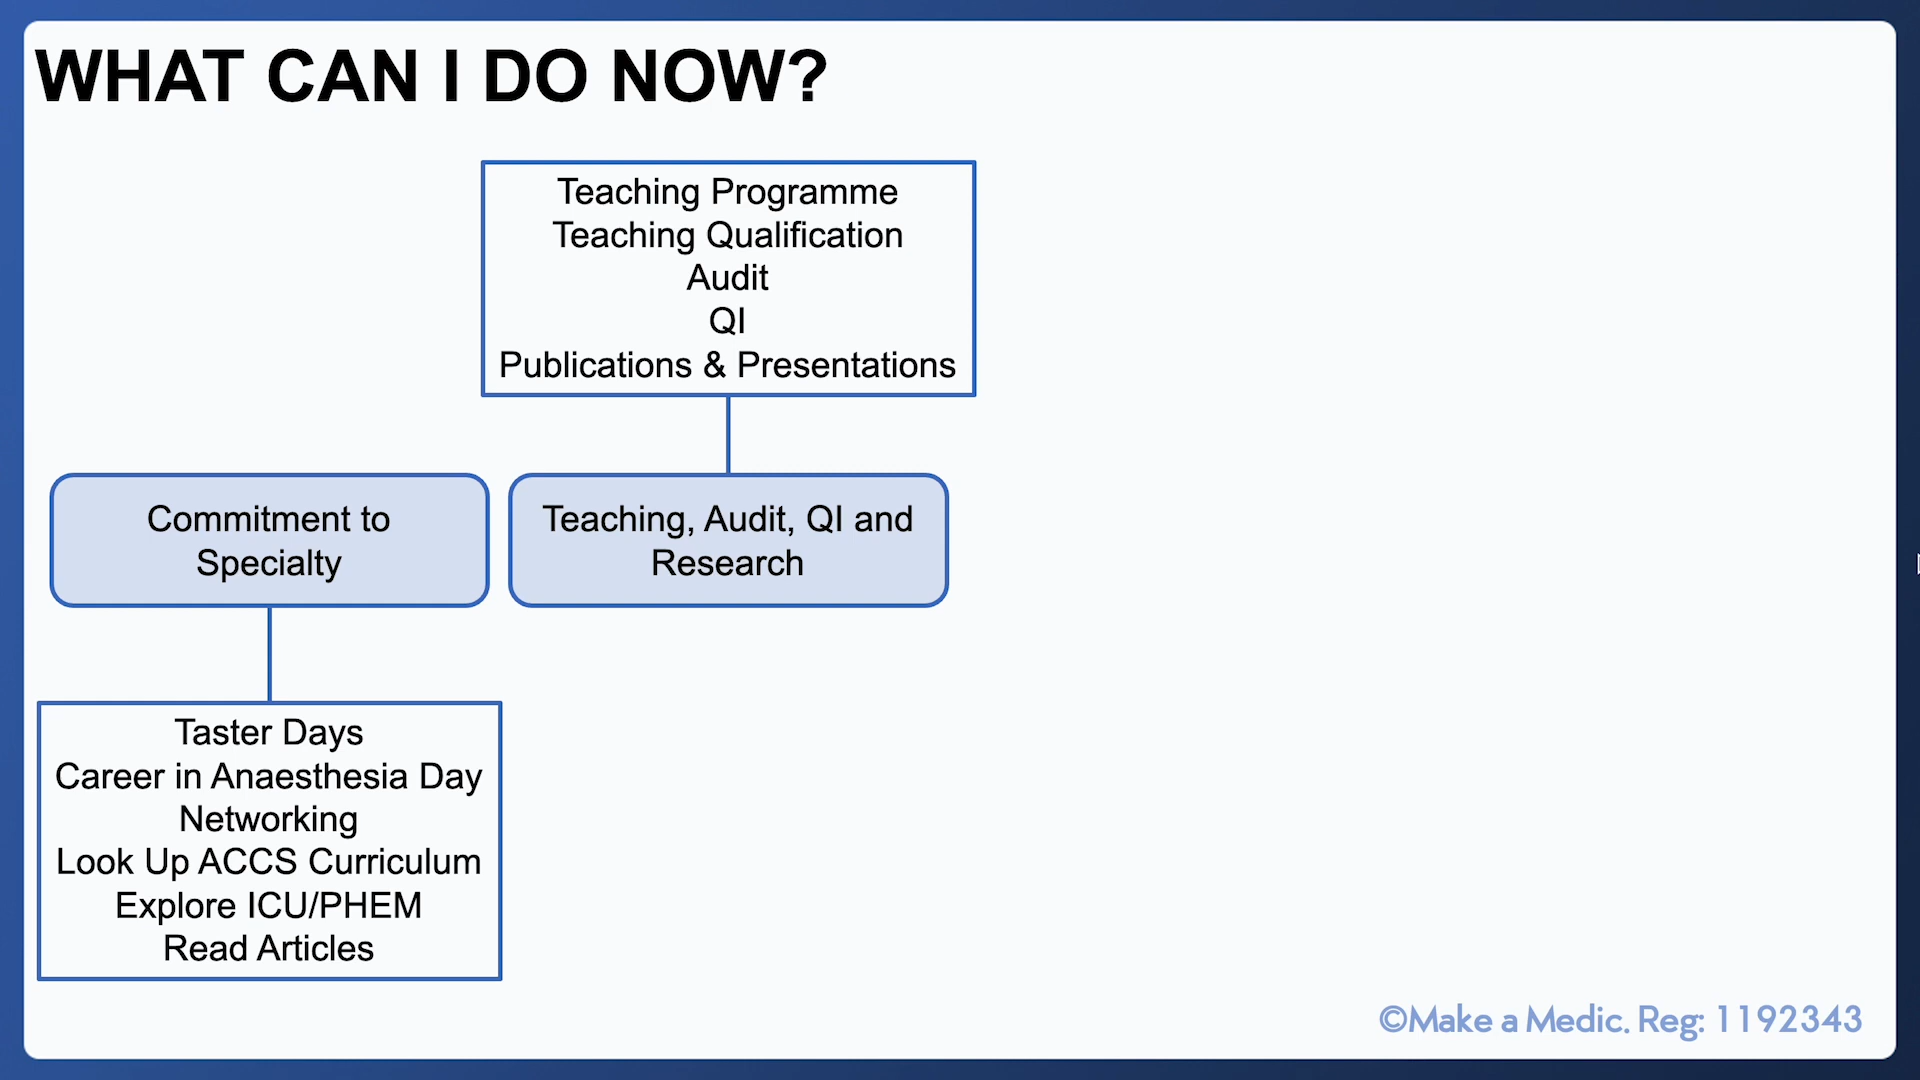 WHAT CAN I DO NOW?
Teaching Programme
Teaching Qualification
Audit
QI
Publications & Presentations
Commitment to
Specialty
Teaching, Audit, QI and
Research
Taster Days
Career in Anaesthesia Day
Networking
Look Up ACCS Curriculum
Explore ICU/PHEM
Read Articles
©Make a Medic. Reg: 1192343